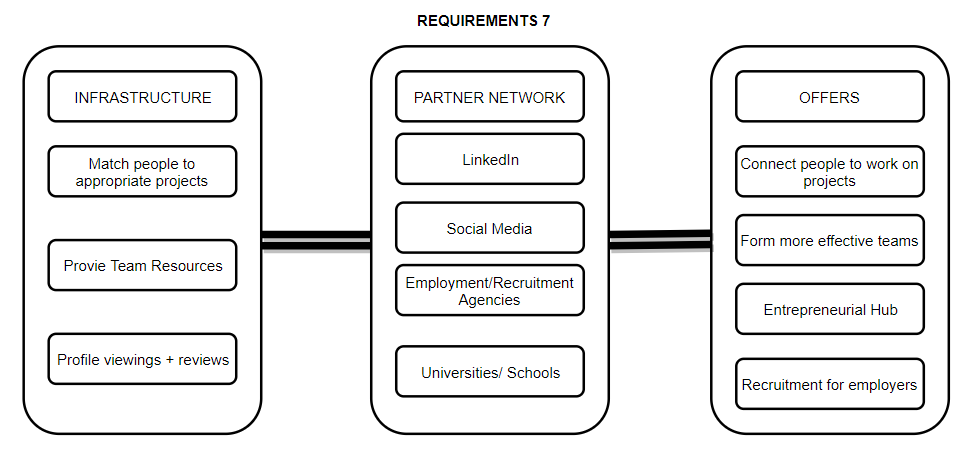 REQUIREMENTS 7
INFRASTRUCTURE
Match people to
appropriate projects
Provie Team Resources
Profile viewings + reviews
PARTNER NETWORK
LinkedIn
Social Media
Employment/Recruitment
Agencies
Universities/ Schools
OFFERS
Connect people to work on
projects
Form more effective teams
Entrepreneurial Hub
Recruitment for employers